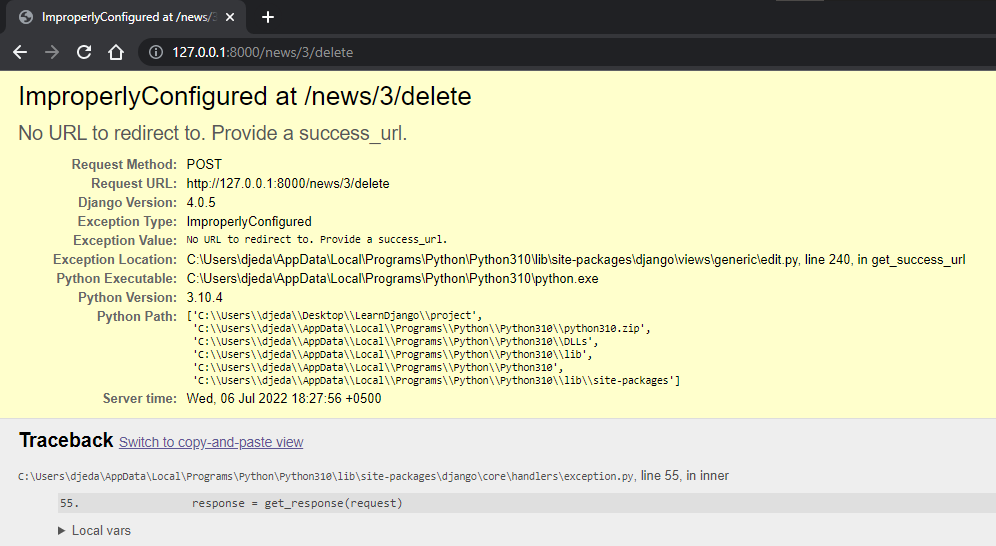 ImproperlyConfigured at /news/3
127.0.0.1:8000/news/3/delete
ImproperlyConfigured at /news/3/delete
No URL to redirect to. Provide a success_url.
Request Method: POST
Request URL: http://127.0.0.1:8000/news/3/delete
Django Version: 4.0.5
Exception Type: ImproperlyConfigured
Exception Value: No URL to redirect to. Provide a success_url.
Exception Location: C:\Users\djeda\AppData\Local\Programs\Python\Python310\lib\site-packages\django\views\generic\edit.py, line 240, in get_success_url
Python Executable: C:\Users\djeda\AppData\Local\Programs\Python\Python310\python.exe
Python Version: 3.10.4
Python Path: ['C:\\Users\\djeda\\Desktop\\LearnDjango\\project',
'C:\\Users\\djeda\\AppData\\Local\\Programs\\Python\\Python310\\python310.zip',
'C:\\Users\\djeda\\AppData\\Local\\Programs\\Python\\Python310\\DLLs',
'C:\\Users\\djeda\\AppData\\Local\\Programs\\Python\\Python310\\lib',
'C:\\Users\\djeda\\AppData\\Local\\Programs\\Python\\Python310',
'C:\\Users\\djeda\\AppData\\Local\\Programs\\Python\\Python310\\lib\\site-packages']
Server time: Wed, 06 Jul 2022 18:27:56 +0500
Traceback Switch to copy-and-paste view
C:\Users\djeda\AppData\Local\Programs\Python\Python310\lib\site-packages\django\core\handlers\exception.py, line 55, in inner
55. response = get_response(request)
▶ Local vars